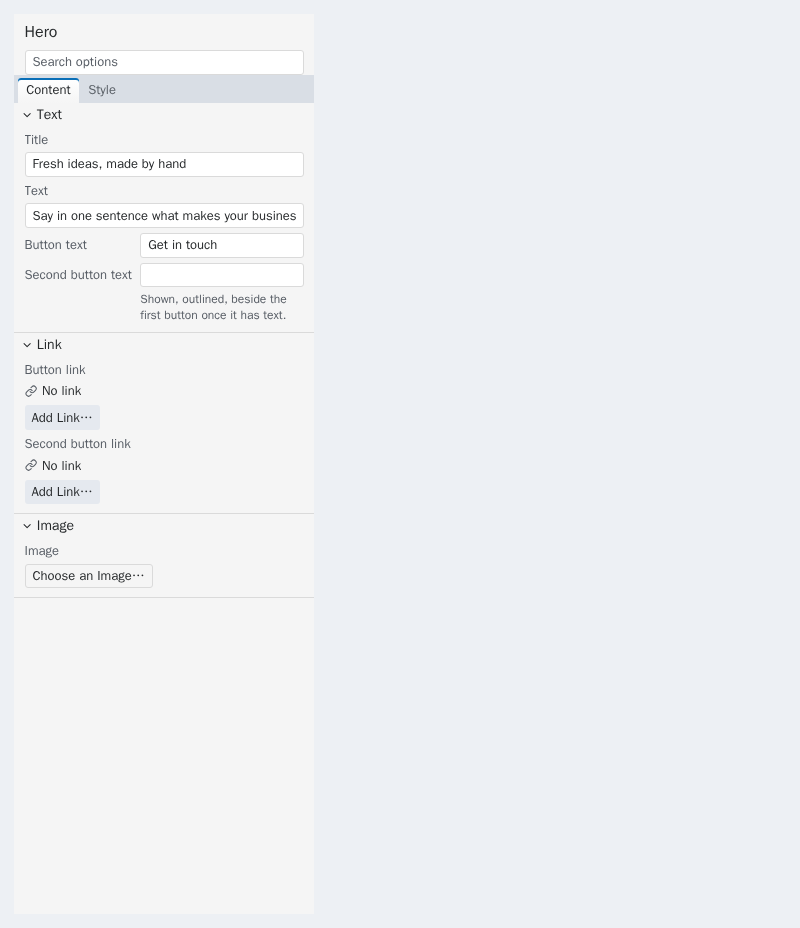 Hero
Search options
Content Style
Text
Title
Fresh ideas, made by hand
Text
Say in one sentence what makes your busines
Button text Get in touch
Second button text
Shown, outlined, beside the
first button once it has text.
Link
Button link
No link
Add Link···
Second button link
No link
Add Link···
Image
Image
Choose an Image···